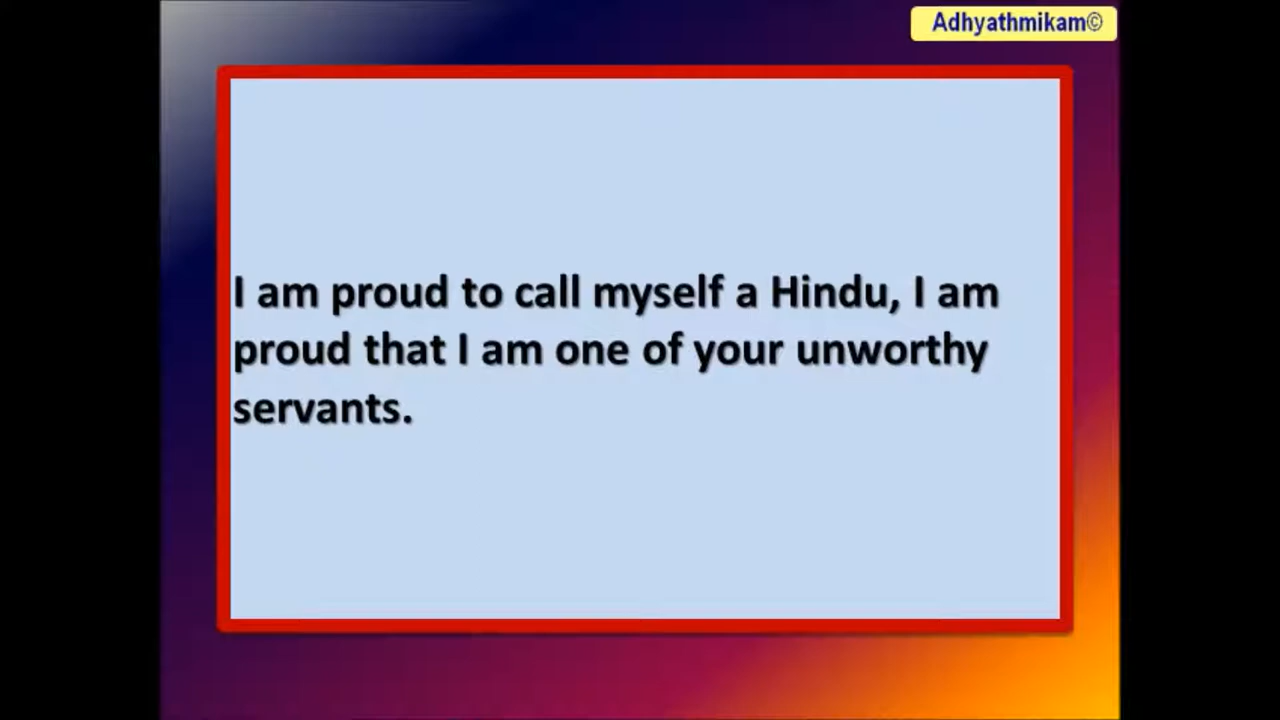 Adhyathmikam©
I am proud to call myself a Hindu, I am
proud that I am one of your unworthy
servants.